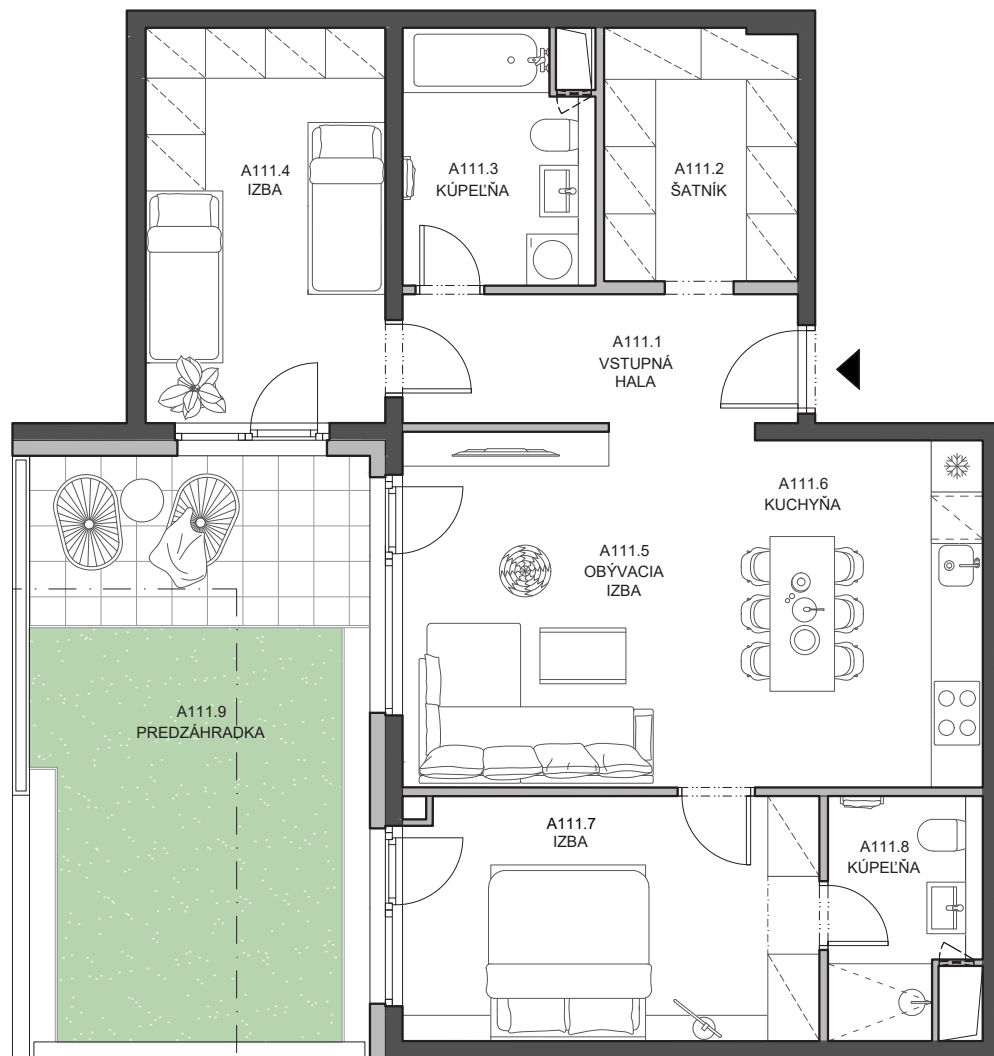 A111.4
IZBA
A111.3
KÚPEĽŇA
A111.2
ŠATNÍK
A111.1
VSTUPNÁ
HALA
A111.6
KUCHYŇA
A111.5
OBÝVACIA
IZBA
A111.9
PREDZÁHRADKA
A111.7
IZBA
A111.8
KÚPEĽŇA